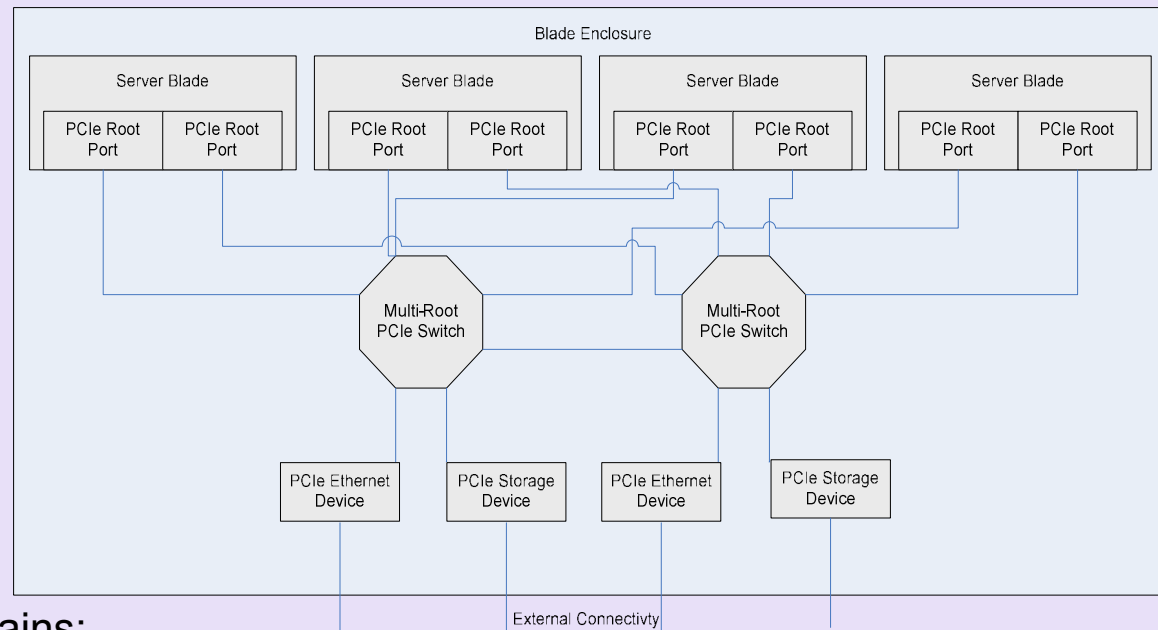 Blade Enclosure
Server Blade
PCIe Root
Port
PCIe Root
Port
Server Blade
PCIe Root
Port
PCIe Root
Port
Server Blade
PCIe Root
Port
PCIe Root
Port
Server Blade
PCIe Root
Port
PCIe Root
Port
Multi-Root
PCIe Switch
Multi-Root
PCIe Switch
PCIe Ethernet
Device
PCIe Storage
Device
PCIe Ethernet
Device
PCIe Storage
Device
External Connectivty